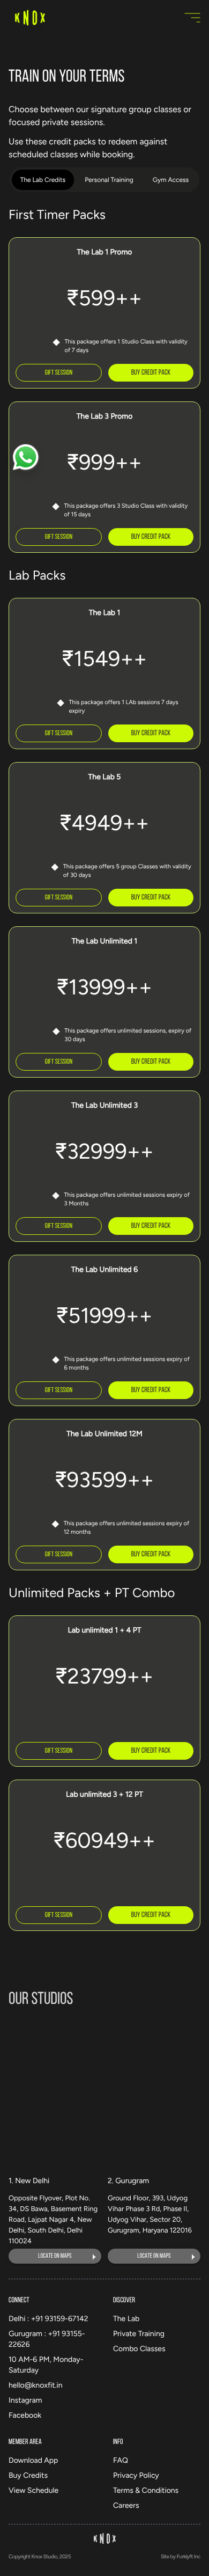 KNOX
TRAIN ON YOUR TERMS
Choose between our signature group classes or
focused private sessions.
Use these credit packs to redeem against
scheduled classes while booking.
The Lab Credits
Personal Training
Gym Access
First Timer Packs
The Lab 1 Promo
₹599++
This package offers 1 Studio Class with validity
of 7 days
GIFT SESSION
BUY CREDIT PACK
The Lab 3 Promo
₹999++
This package offers 3 Studio Class with validity
of 15 days
GIFT SESSION
BUY CREDIT PACK
Lab Packs
The Lab 1
₹1549++
This package offers 1 LAb sessions 7 days
expiry
GIFT SESSION
BUY CREDIT PACK
The Lab 5
₹4949++
This package offers 5 group Classes with validity
of 30 days
GIFT SESSION
BUY CREDIT PACK
The Lab Unlimited 1
₹13999++
This package offers unlimited sessions, expiry of
30 days
GIFT SESSION
BUY CREDIT PACK
The Lab Unlimited 3
₹32999++
This package offers unlimited sessions expiry of
3 Months
GIFT SESSION
BUY CREDIT PACK
The Lab Unlimited 6
₹51999++
This package offers unlimited sessions expiry of
6 months
GIFT SESSION
BUY CREDIT PACK
The Lab Unlimited 12M
₹93599++
This package offers unlimited sessions expiry of
12 months
GIFT SESSION
BUY CREDIT PACK
Unlimited Packs + PT Combo
Lab unlimited 1 + 4 PT
₹23799++
GIFT SESSION
BUY CREDIT PACK
Lab unlimited 3 + 12 PT
₹60949++
GIFT SESSION
BUY CREDIT PACK
OUR STUDIOS
1. New Delhi
Opposite Flyover, Plot No.
34, DS Bawa, Basement Ring
Road, Lajpat Nagar 4, New
Delhi, South Delhi, Delhi
110024
LOCATE ON MAPS
2. Gurugram
Ground Floor, 393, Udyog
Vihar Phase 3 Rd, Phase II,
Udyog Vihar, Sector 20,
Gurugram, Haryana 122016
LOCATE ON MAPS
CONNECT
Delhi : +91 93159-67142
Gurugram : +91 93155-
22626
10 AM-6 PM, Monday-
Saturday
hello@knoxfit.in
Instagram
Facebook
DISCOVER
The Lab
Private Training
Combo Classes
MEMBER AREA
Download App
Buy Credits
View Schedule
INFO
FAQ
Privacy Policy
Terms & Conditions
Careers
KNOX
Copyright Knox Studio, 2025
Site by Forklyft Inc